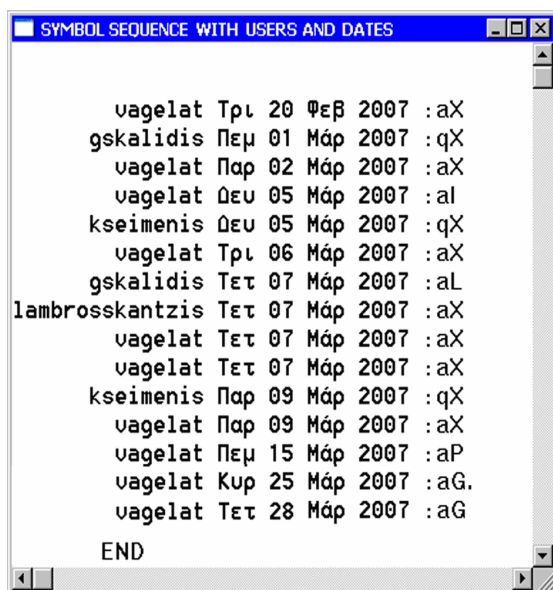 SYMBOL SEQUENCE WITH USERS AND DATES
vagelat Τρι 20 Φεβ 2007 :aX
gskalidis Πεμ 01 Μάρ 2007 :qX
vagelat Παρ 02 Μάρ 2007 :aX
vagelat Δευ 05 Μάρ 2007 :aI
kseimenis Δευ 05 Μάρ 2007 :qX
vagelat Τρι 06 Μάρ 2007 :aX
gskalidis Τετ 07 Μάρ 2007 :aL
lambrosskantzis Τετ 07 Μάρ 2007 :aX
vagelat Τετ 07 Μάρ 2007 :aX
vagelat Τετ 07 Μάρ 2007 :aX
kseimenis Παρ 09 Μάρ 2007 :qX
vagelat Παρ 09 Μάρ 2007 :aX
vagelat Πεμ 15 Μάρ 2007 :aP
vagelat Κυρ 25 Μάρ 2007 :aG.
vagelat Τετ 28 Μάρ 2007 :aG
END